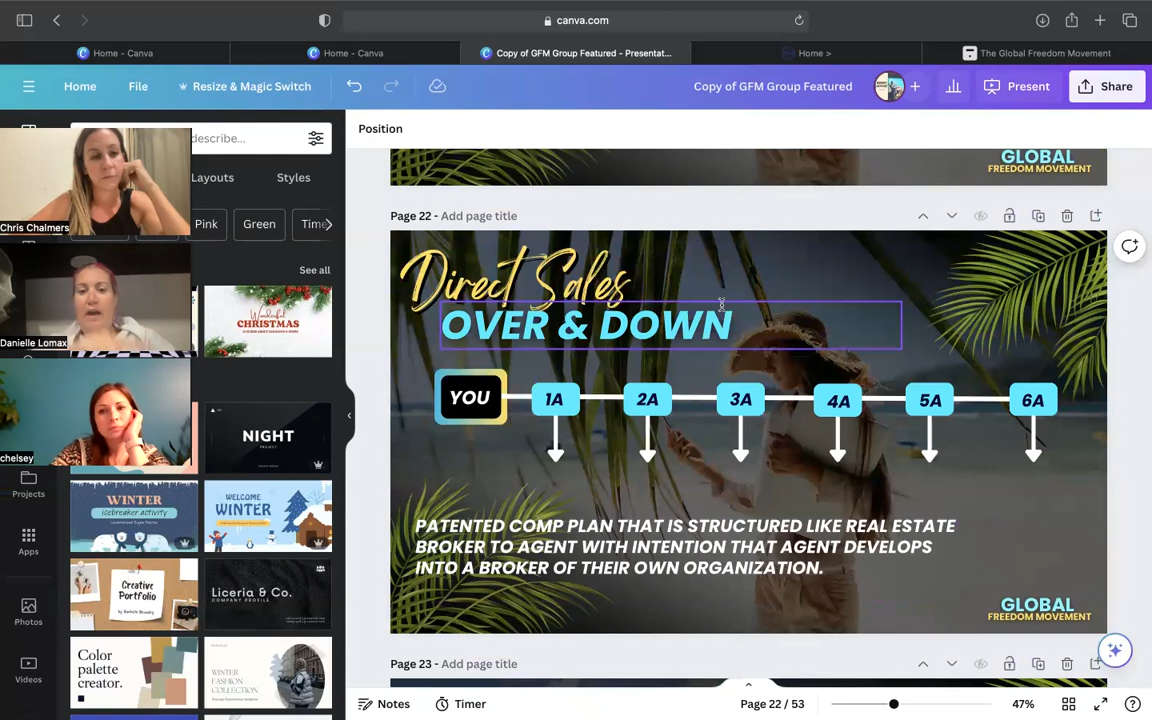 canva.com
Home – Canva
Home – Canva
Copy of GFM Group Featured - Presentat...
Home >
The Global Freedom Movement
Home
File
Resize & Magic Switch
Copy of GFM Group Featured
Present
Share
describe...
Position
Chris Chalmers
Layouts
Styles
Pink
Green
Time
See all
Wonderful
CHRISTMAS
Danielle Lomax
chelsey
NIGHT
PROJECT
Projects
WINTER
icebreaker activity
WELCOME
WINTER
Apps
Creative
Portfolio
Liceria & Co.
COMPANY PROFILE
Photos
Color
palette
creator.
WINTER
FASHION
COLLECTION
Videos
GLOBAL
FREEDOM MOVEMENT
Page 22 - Add page title
Direct Sales
OVER & DOWN
YOU
1A
2A
3A
4A
5A
6A
PATENTED COMP PLAN THAT IS STRUCTURED LIKE REAL ESTATE
BROKER TO AGENT WITH INTENTION THAT AGENT DEVELOPS
INTO A BROKER OF THEIR OWN ORGANIZATION.
GLOBAL
FREEDOM MOVEMENT
Page 23 - Add page title
Notes
Timer
Page 22 / 53
47%